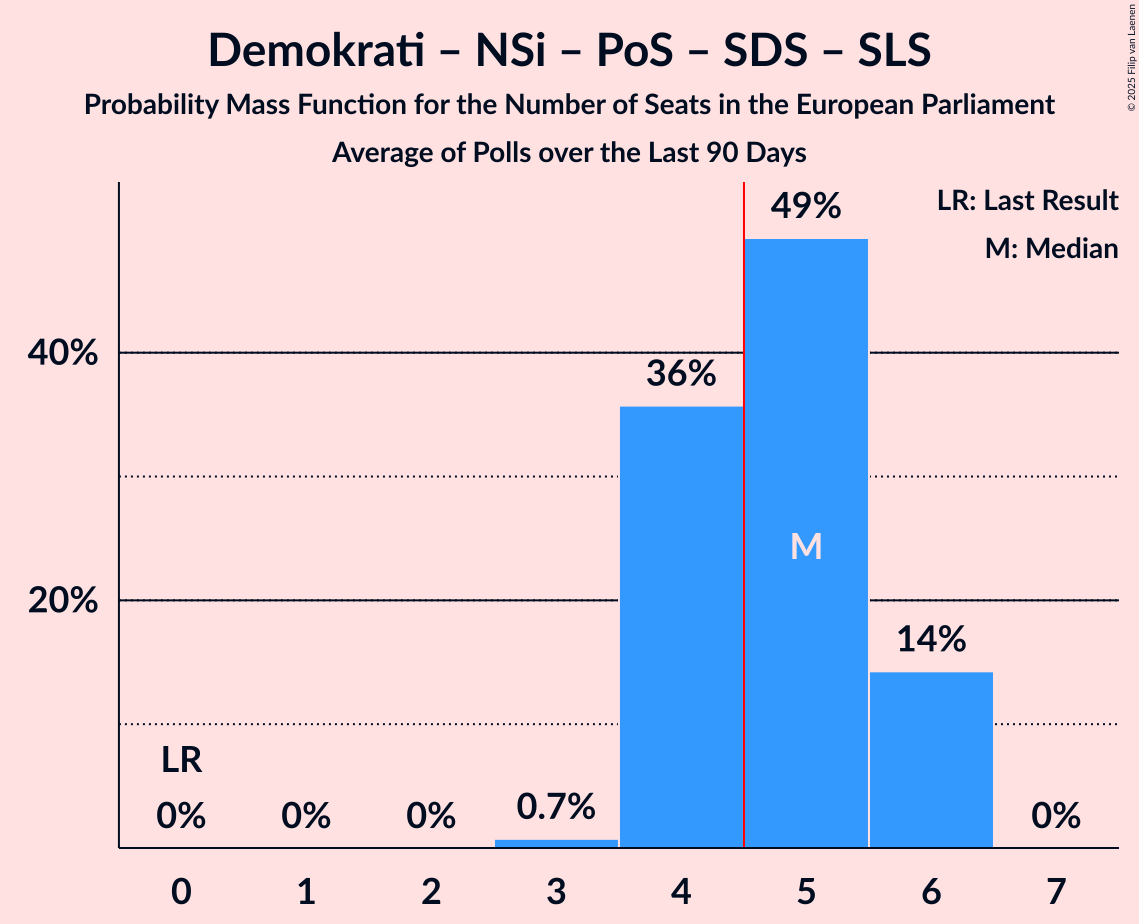 Demokrati – NSi – PoS – SDS – SLS
Probability Mass Function for the Number of Seats in the European Parliament
Average of Polls over the Last 90 Days
© 2025 Filip van Laenen
LR: Last Result
M: Median
40%
20%
LR
0%
0%
0%
0.7%
36%
49%
M
14%
0%
0
1
2
3
4
5
6
7